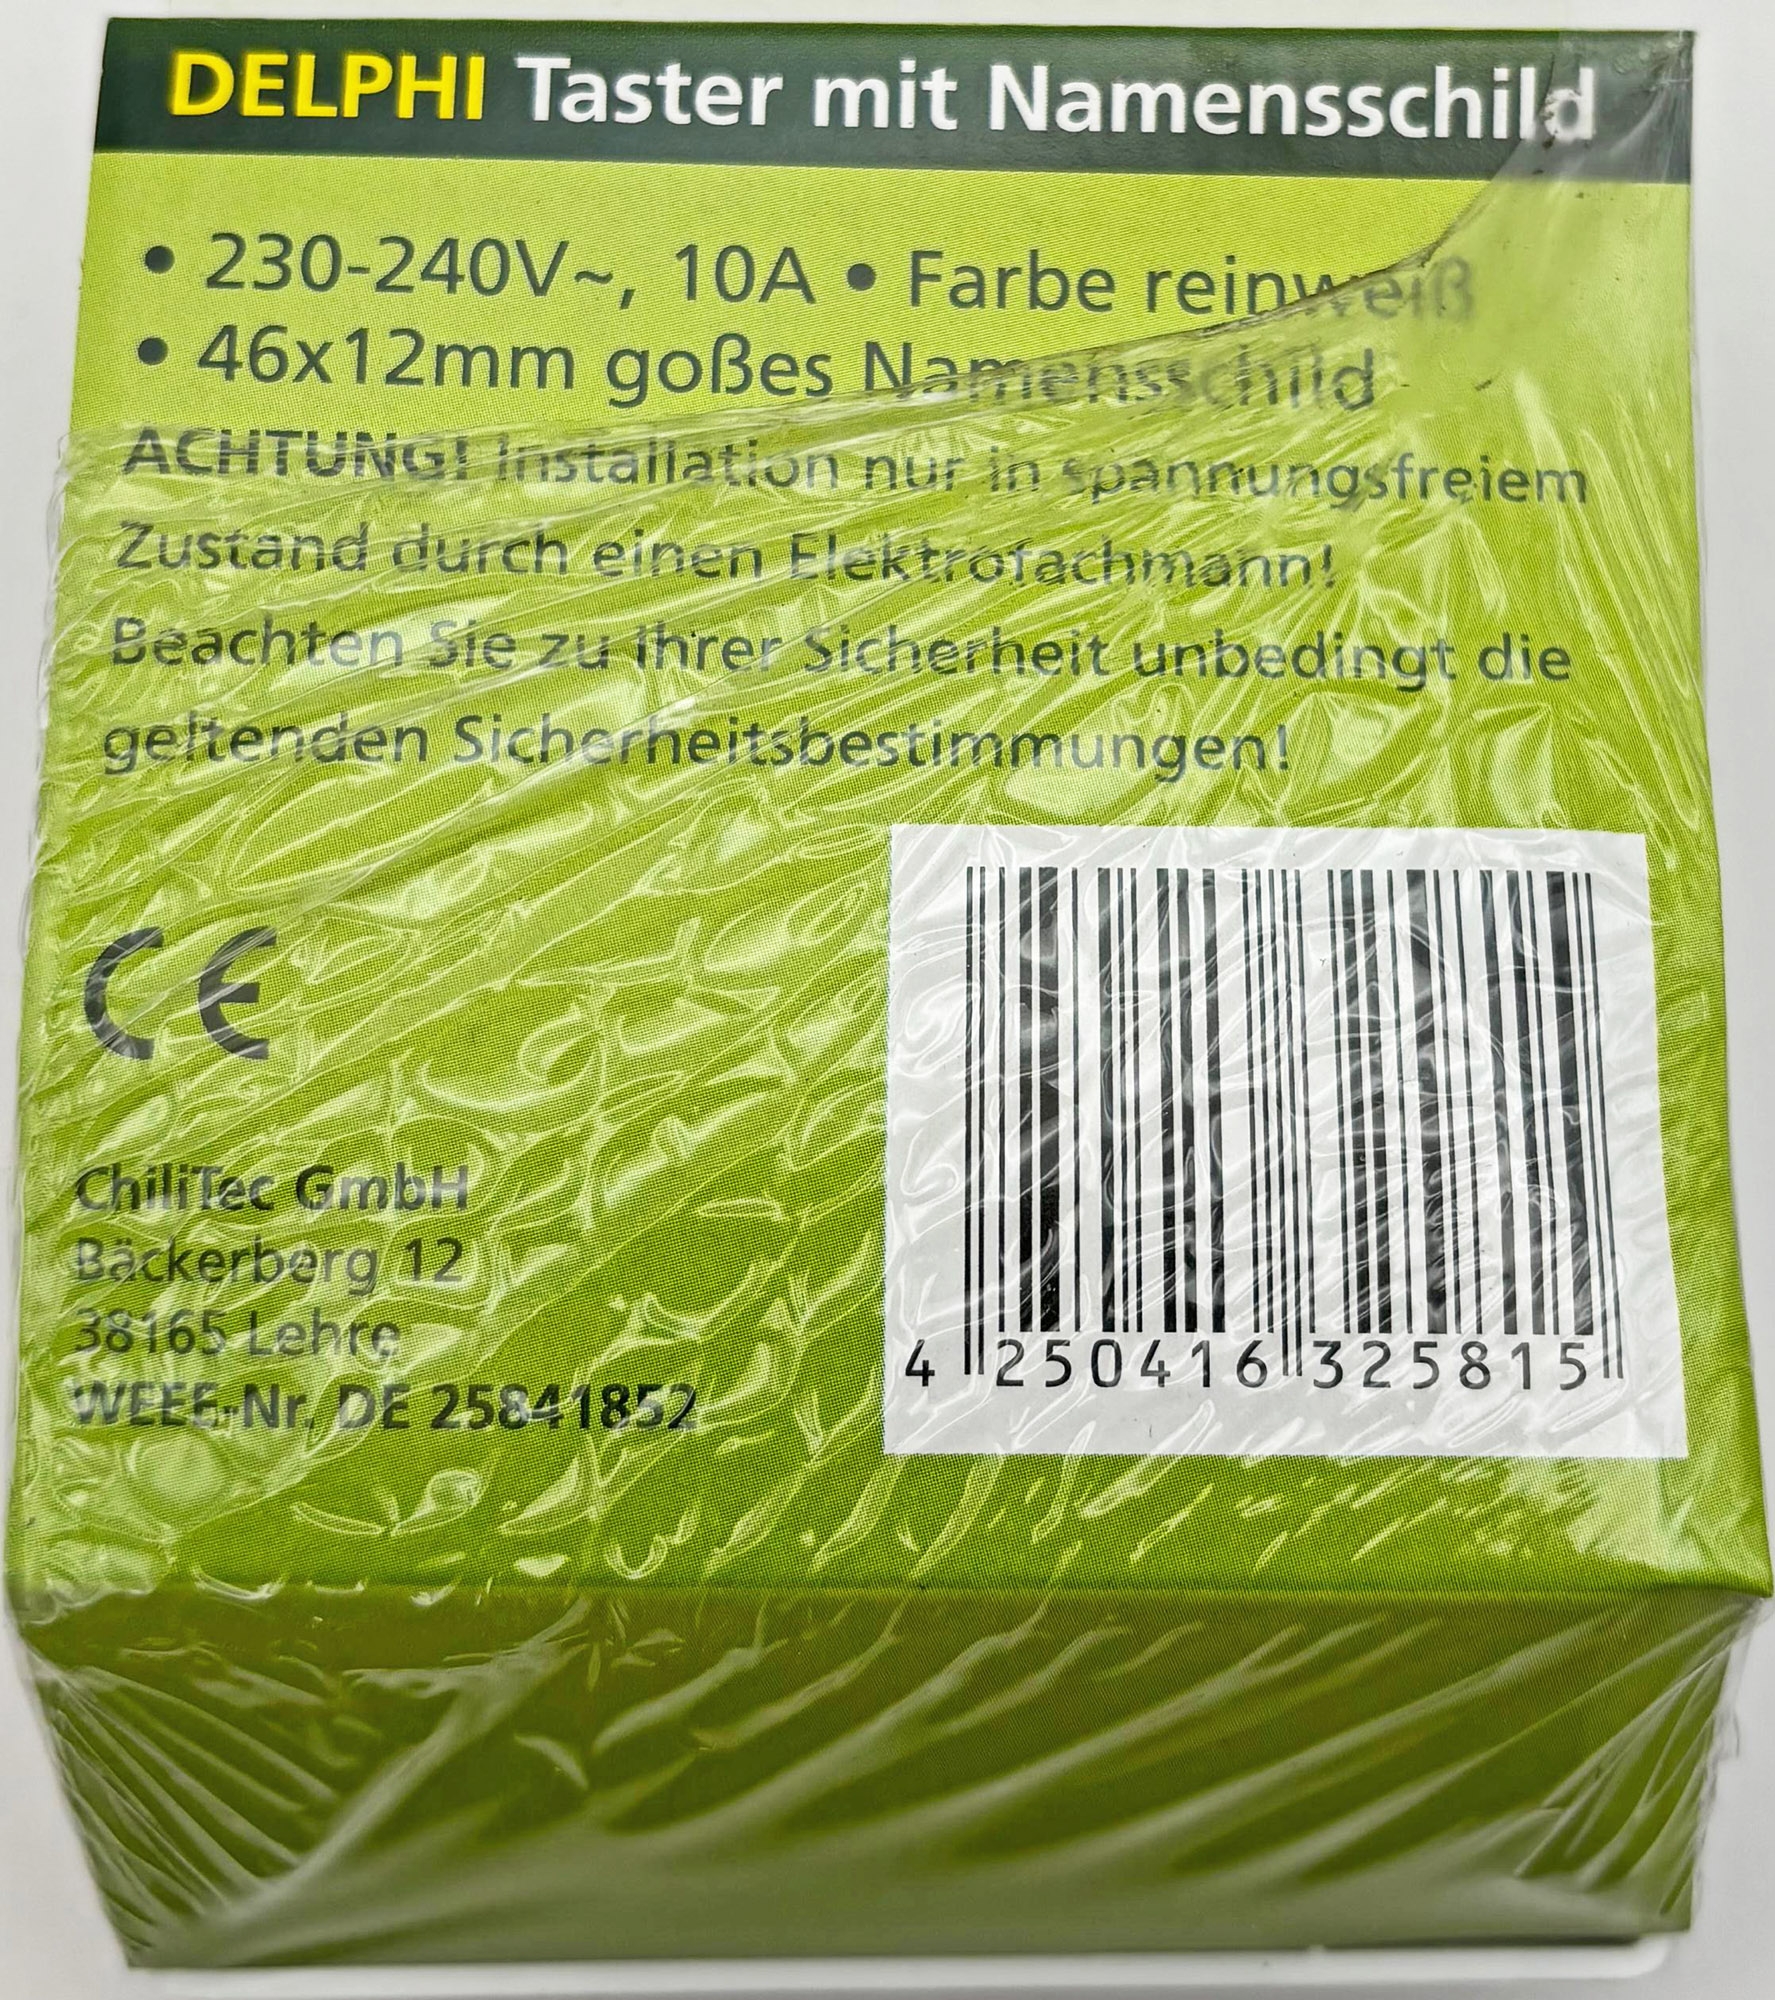 DELPHI Taster mit Namensschild
• 230-240V~, 10A • Farbe reinweiß
• 46x12mm goßes Namensschild
ACHTUNG! Installation nur in spannungsfreiem
Zustand durch einen Elektrofachmann!
Beachten Sie zu Ihrer Sicherheit unbedingt die
geltenden Sicherheitsbestimmungen!
CE
ChiliTec GmbH
Bäckerberg 12
38165 Lehre
WEEE-Nr. DE 25841852
4 250416 325815